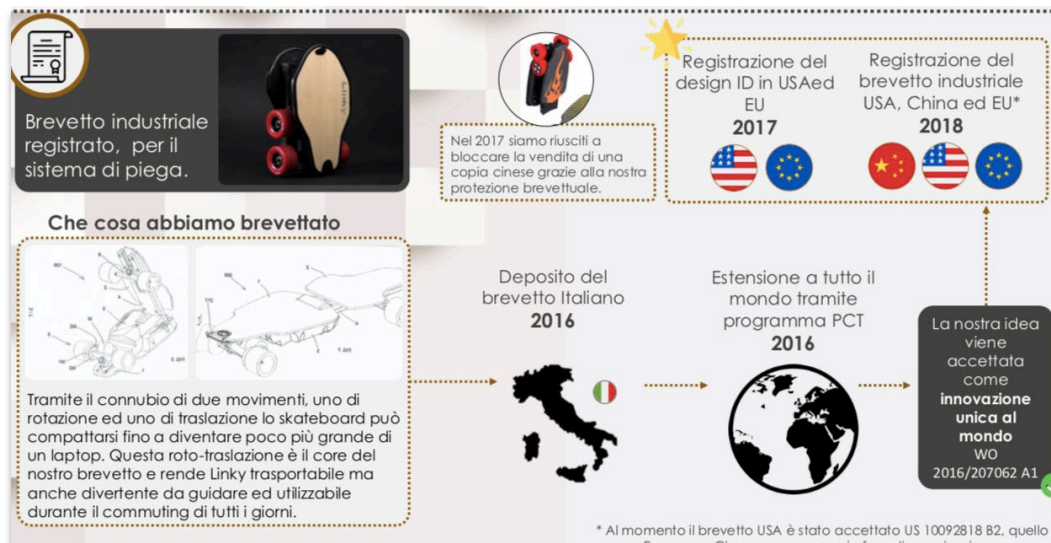 Brevetto industriale
registrato, per il
sistema di piega.
Linky
Nel 2017 siamo riusciti a
bloccare la vendita di una
copia cinese grazie alla nostra
protezione brevettuale.
Registrazione del
design ID in USAed
EU
2017
Registrazione del
brevetto industriale
USA, China ed EU*
2018
Che cosa abbiamo brevettato
Tramite il connubio di due movimenti, uno di
rotazione ed uno di traslazione lo skateboard può
compattarsi fino a diventare poco più grande di
un laptop. Questa roto-traslazione è il core del
nostro brevetto e rende Linky trasportabile ma
anche divertente da guidare ed utilizzabile
durante il commuting di tutti i giorni.
Deposito del
brevetto Italiano
2016
Estensione a tutto il
mondo tramite
programma PCT
2016
La nostra idea
viene
accettata
come
innovazione
unica al
mondo
WO
2016/207062 A1
* Al momento il brevetto USA è stato accettato US 10092818 B2, quello